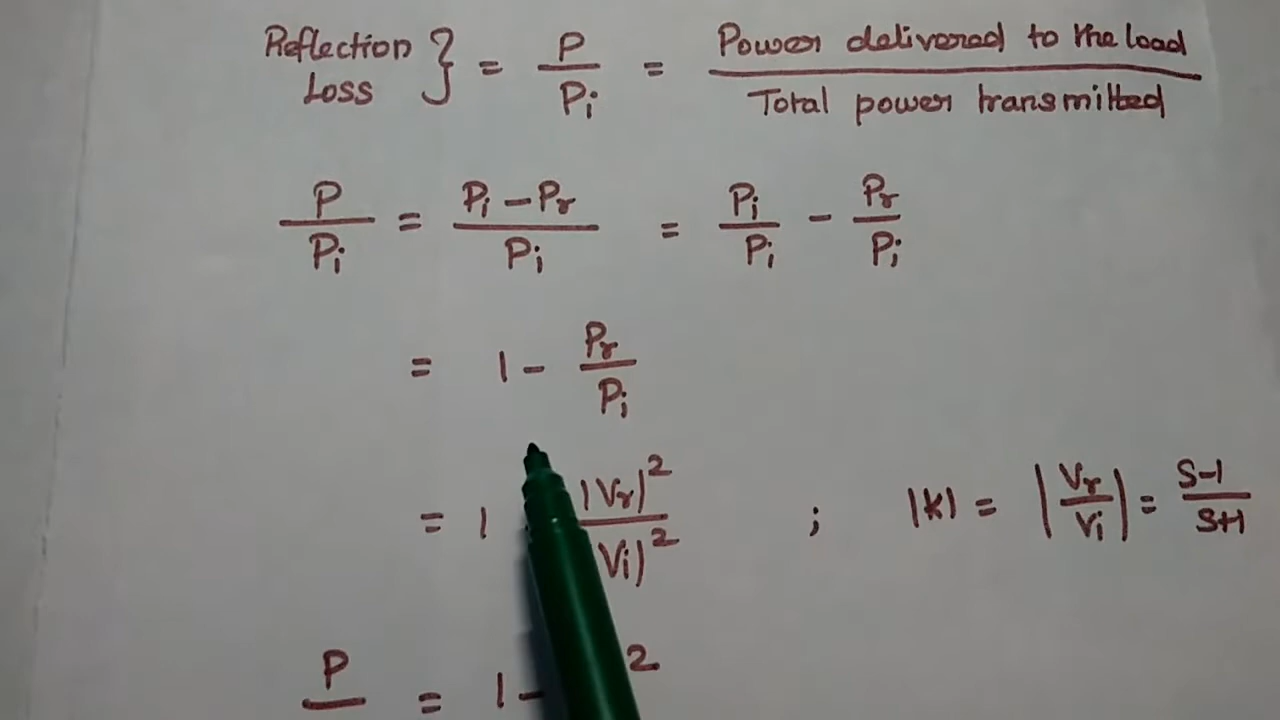 Reflection Loss } = P / Pi = Power delivered to the load / Total power transmitted
P / Pi = Pi - Pr / Pi = Pi / Pi - Pr / Pi
= 1 - Pr / Pi
= 1 |Vr|² / Vi|² ; |K| = |Vr / Vi| = S-1 / S+1
P = 1 - ²